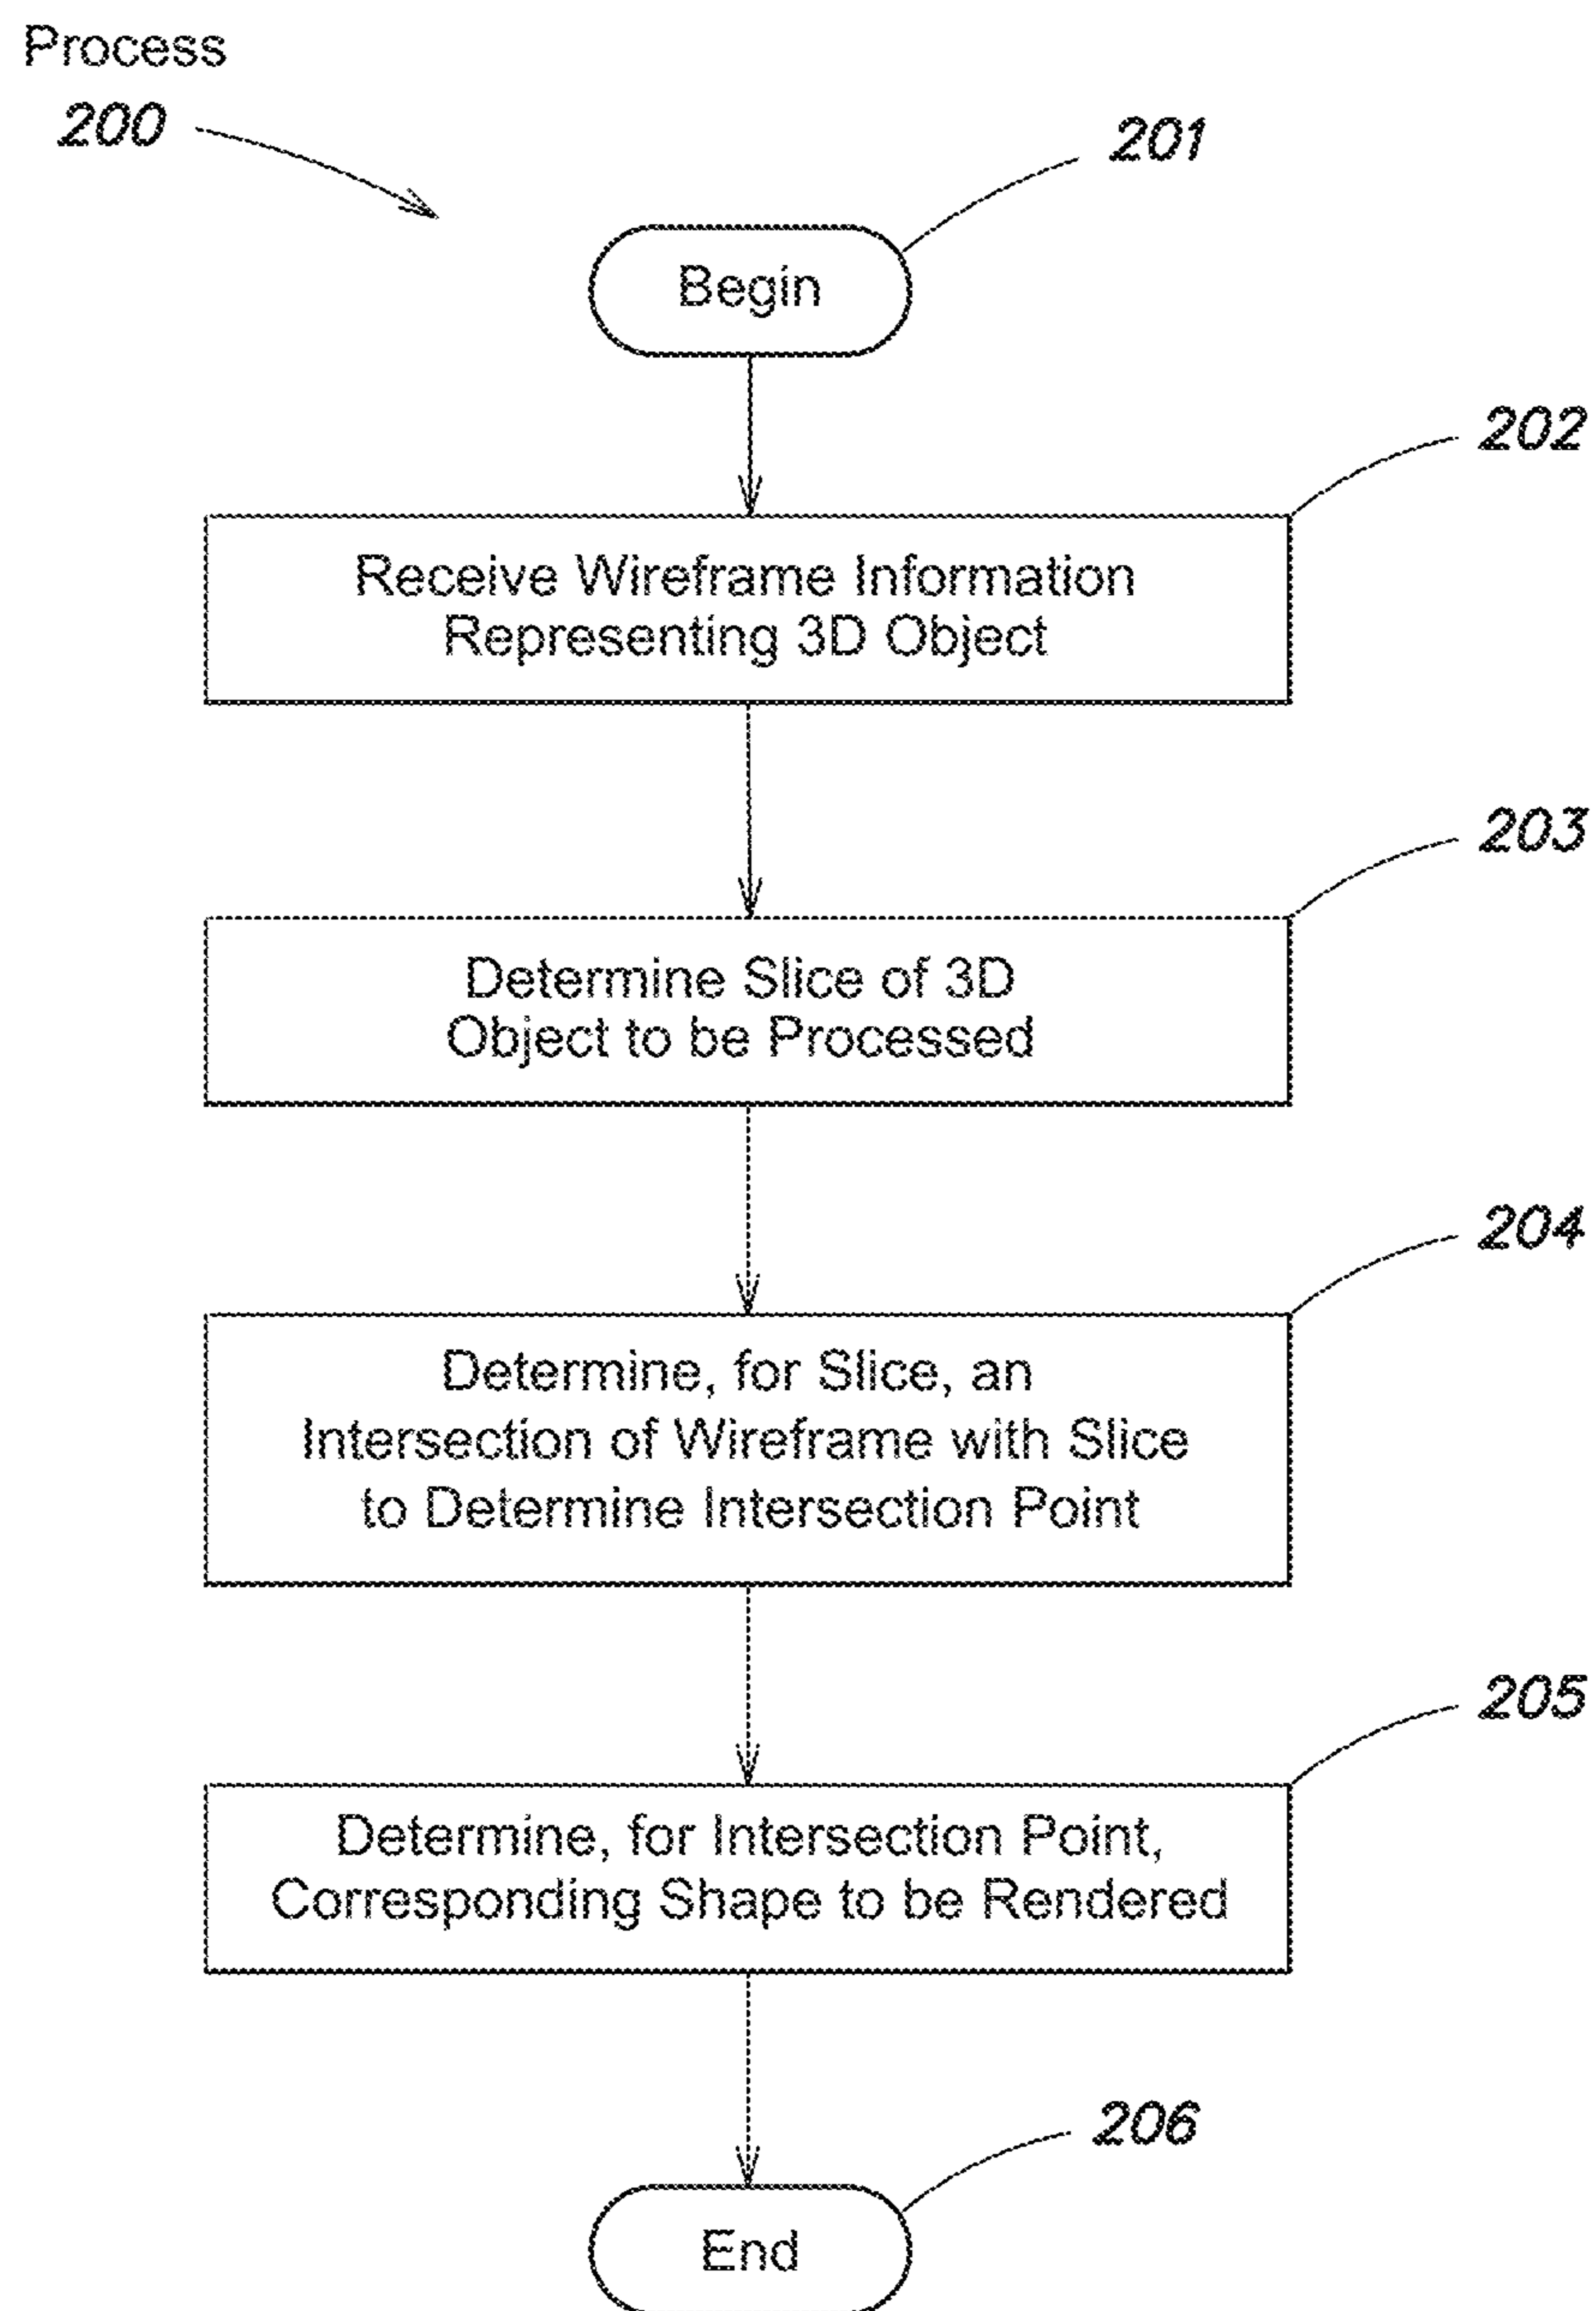 Process
200
201
Begin
202
Receive Wireframe Information
Representing 3D Object
203
Determine Slice of 3D
Object to be Processed
204
Determine, for Slice, an
Intersection of Wireframe with Slice
to Determine Intersection Point
205
Determine, for Intersection Point,
Corresponding Shape to be Rendered
206
End